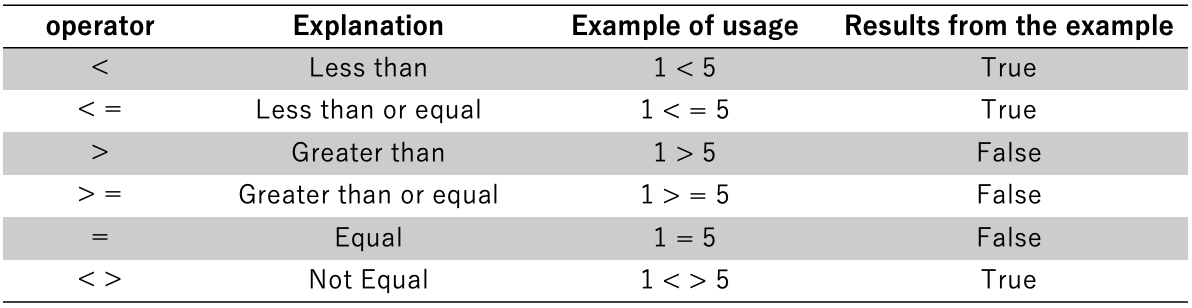 operator Explanation Example of usage Results from the example
< Less than 1 < 5 True
< = Less than or equal 1 < = 5 True
> Greater than 1 > 5 False
> = Greater than or equal 1 > = 5 False
= Equal 1 = 5 False
< > Not Equal 1 < > 5 True